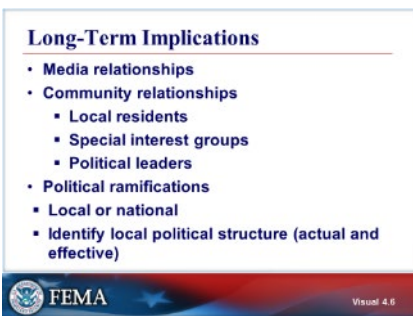 Long-Term Implications
• Media relationships
• Community relationships
▪ Local residents
▪ Special interest groups
▪ Political leaders
• Political ramifications
▪ Local or national
▪ Identify local political structure (actual and
effective)
FEMA
Visual 4.6